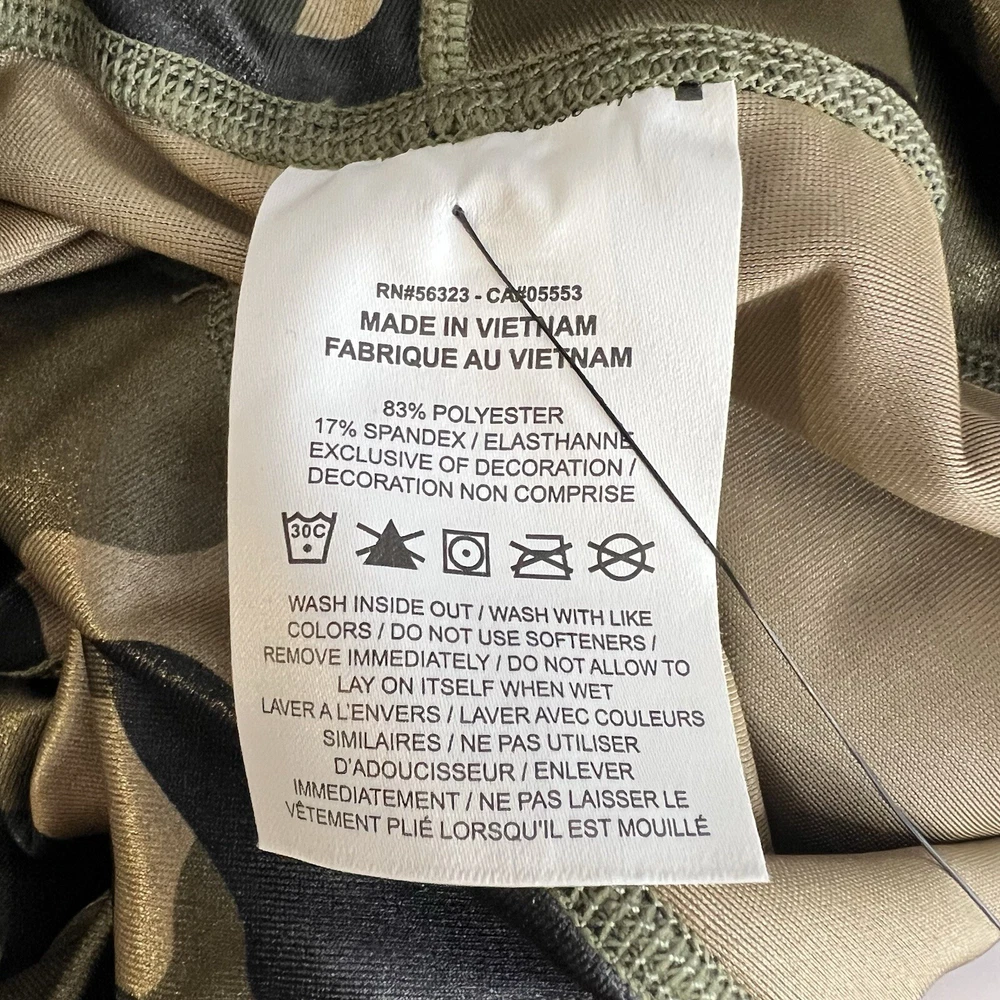 RN#56323 - CA#05553
MADE IN VIETNAM
FABRIQUE AU VIETNAM
83% POLYESTER
17% SPANDEX / ELASTHANNE
EXCLUSIVE OF DECORATION /
DECORATION NON COMPRISE
30C
WASH INSIDE OUT / WASH WITH LIKE
COLORS / DO NOT USE SOFTENERS /
REMOVE IMMEDIATELY / DO NOT ALLOW TO
LAY ON ITSELF WHEN WET
LAVER A L'ENVERS / LAVER AVEC COULEURS
SIMILAIRES / NE PAS UTILISER
D'ADOUCISSEUR / ENLEVER
IMMEDIATEMENT / NE PAS LAISSER LE
VÊTEMENT PLIÉ LORSQU'IL EST MOUILLÉ